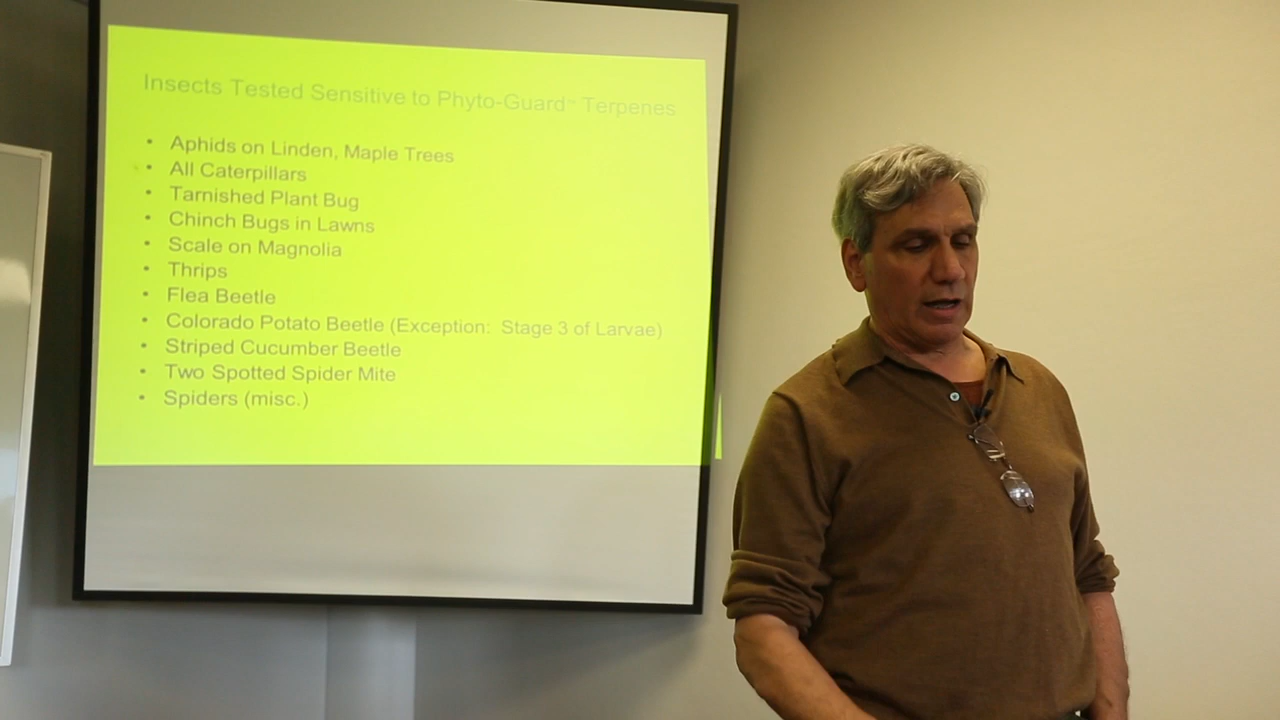 Insects Tested Sensitive to Phyto-Guard™ Terpenes
• Aphids on Linden, Maple Trees
• All Caterpillars
• Tarnished Plant Bug
• Chinch Bugs in Lawns
• Scale on Magnolia
• Thrips
• Flea Beetle
• Colorado Potato Beetle (Exception: Stage 3 of Larvae)
• Striped Cucumber Beetle
• Two Spotted Spider Mite
• Spiders (misc.)